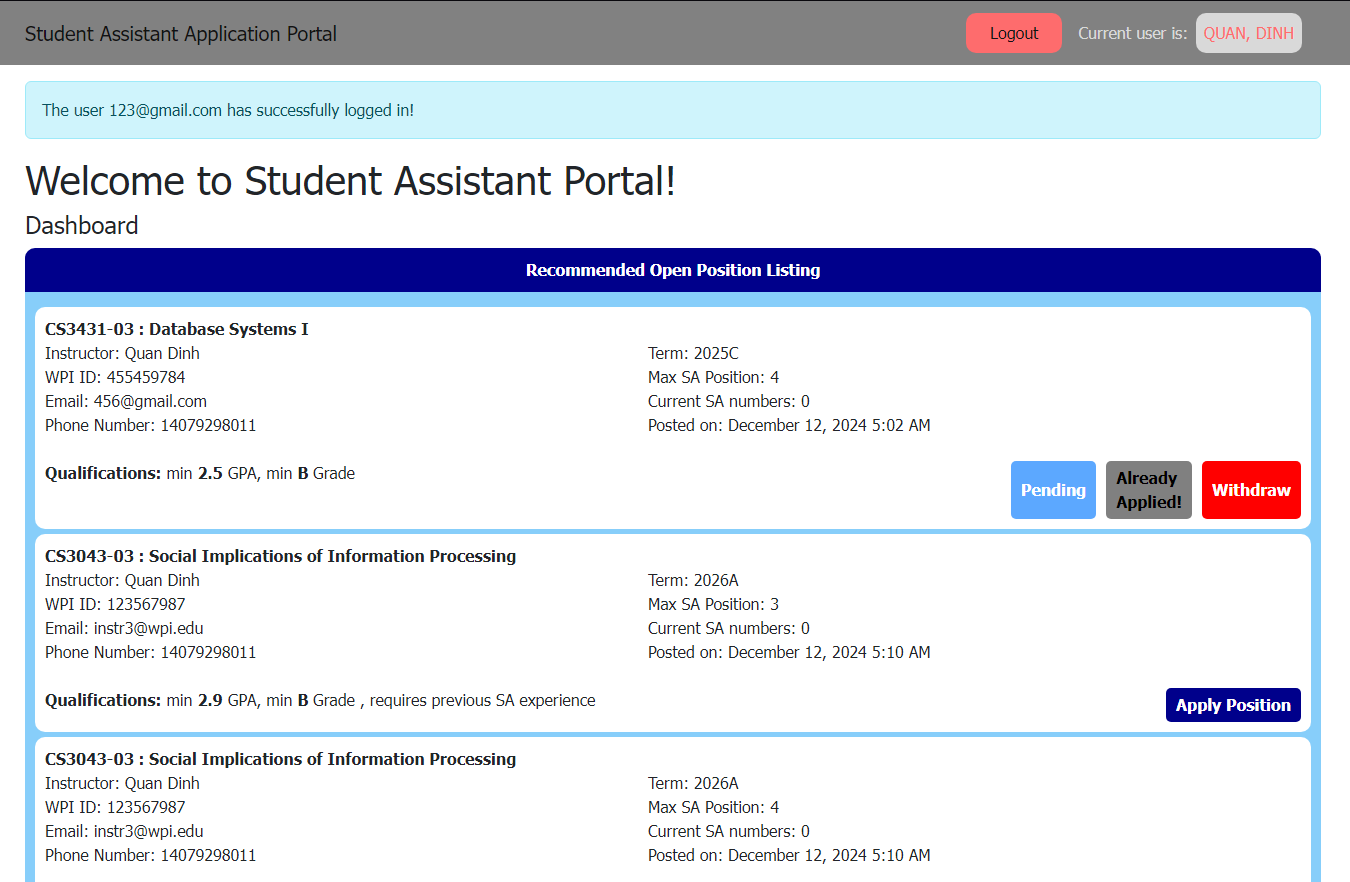 Student Assistant Application Portal
Logout
Current user is:
QUAN, DINH
The user 123@gmail.com has successfully logged in!
Welcome to Student Assistant Portal!
Dashboard
Recommended Open Position Listing
CS3431-03 : Database Systems I
Instructor: Quan Dinh
WPI ID: 455459784
Email: 456@gmail.com
Phone Number: 14079298011
Term: 2025C
Max SA Position: 4
Current SA numbers: 0
Posted on: December 12, 2024 5:02 AM
Qualifications: min 2.5 GPA, min B Grade
Pending
Already
Applied!
Withdraw
CS3043-03 : Social Implications of Information Processing
Instructor: Quan Dinh
WPI ID: 123567987
Email: instr3@wpi.edu
Phone Number: 14079298011
Term: 2026A
Max SA Position: 3
Current SA numbers: 0
Posted on: December 12, 2024 5:10 AM
Qualifications: min 2.9 GPA, min B Grade , requires previous SA experience
Apply Position
CS3043-03 : Social Implications of Information Processing
Instructor: Quan Dinh
WPI ID: 123567987
Email: instr3@wpi.edu
Phone Number: 14079298011
Term: 2026A
Max SA Position: 4
Current SA numbers: 0
Posted on: December 12, 2024 5:10 AM